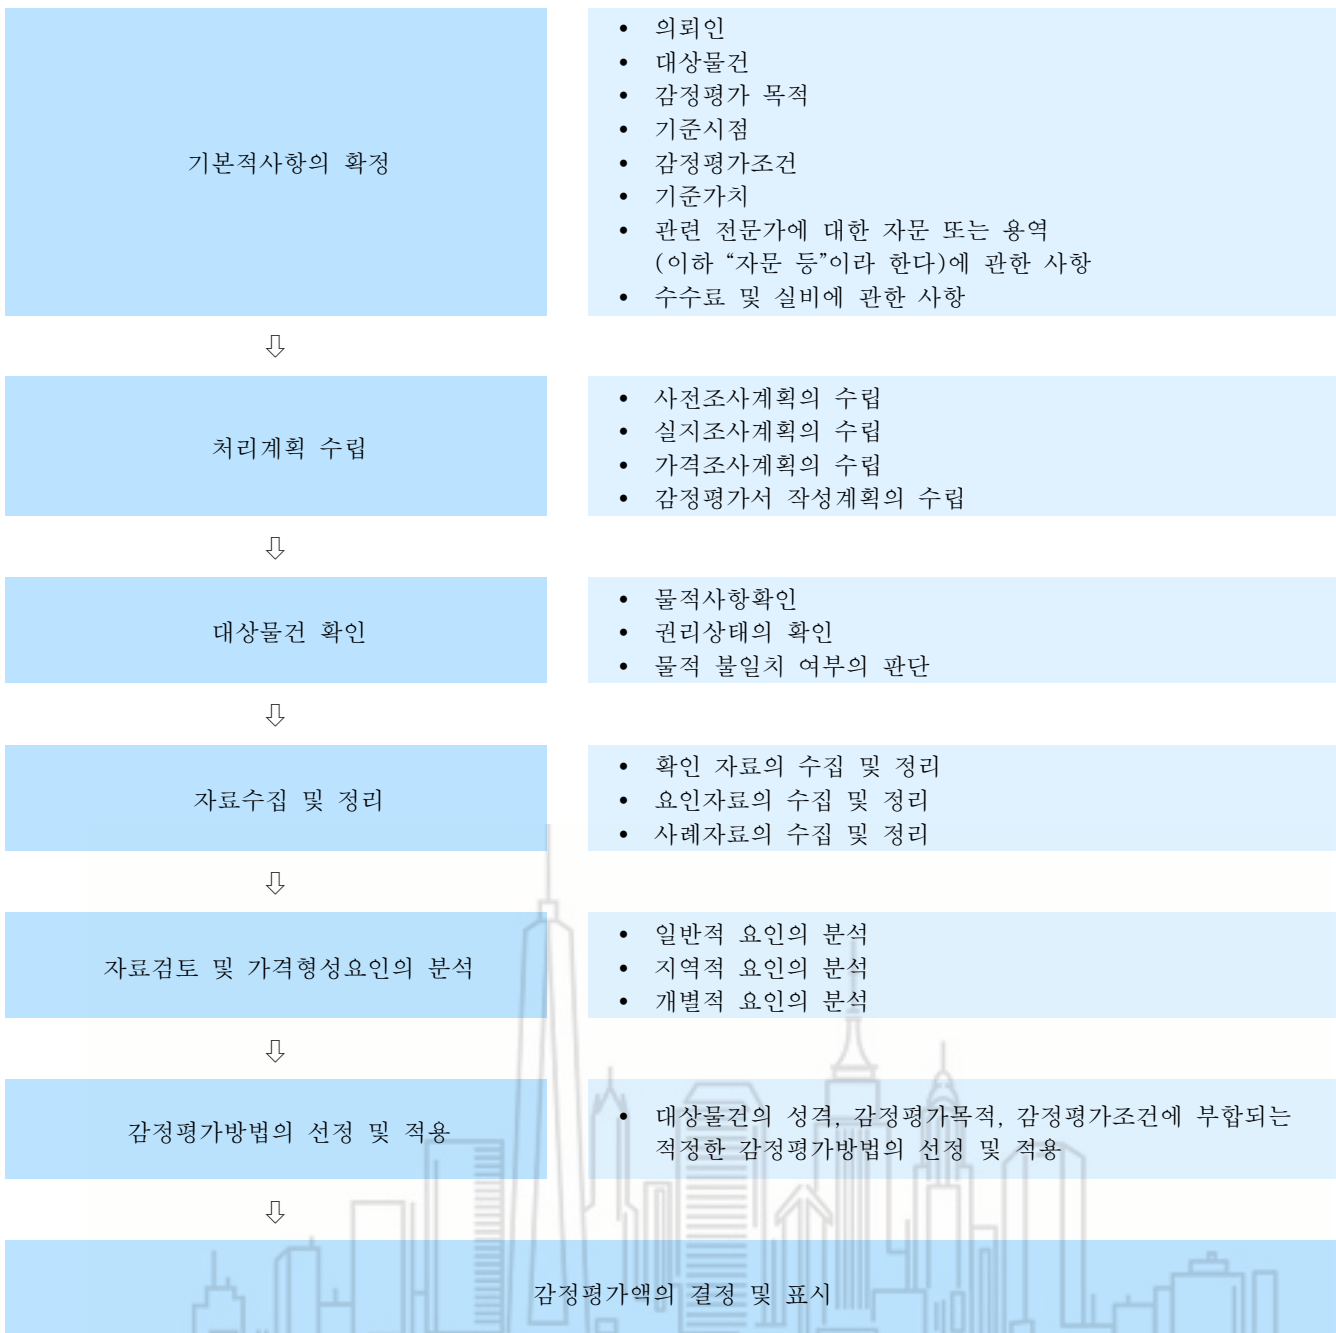 기본적사항의 확정
• 의뢰인
• 대상물건
• 감정평가 목적
• 기준시점
• 감정평가조건
• 기준가치
• 관련 전문가에 대한 자문 또는 용역
(이하 “자문 등”이라 한다)에 관한 사항
• 수수료 및 실비에 관한 사항
⇩
처리계획 수립
• 사전조사계획의 수립
• 실지조사계획의 수립
• 가격조사계획의 수립
• 감정평가서 작성계획의 수립
⇩
대상물건 확인
• 물적사항확인
• 권리상태의 확인
• 물적 불일치 여부의 판단
⇩
자료수집 및 정리
• 확인 자료의 수집 및 정리
• 요인자료의 수집 및 정리
• 사례자료의 수집 및 정리
⇩
자료검토 및 가격형성요인의 분석
• 일반적 요인의 분석
• 지역적 요인의 분석
• 개별적 요인의 분석
⇩
감정평가방법의 선정 및 적용
• 대상물건의 성격, 감정평가목적, 감정평가조건에 부합되는
적정한 감정평가방법의 선정 및 적용
⇩
감정평가액의 결정 및 표시